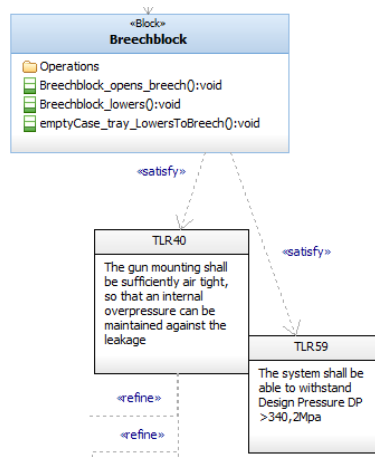 «Block»
Breechblock
Operations
Breechblock_opens_breech():void
Breechblock_lowers():void
emptyCase_tray_LowersToBreech():void
«satisfy»
«satisfy»
TLR40
The gun mounting shall
be sufficiently air tight,
so that an internal
overpressure can be
maintained against the
leakage
TLR59
The system shall be
able to withstand
Design Pressure DP
>340,2Mpa
«refine»
«refine»